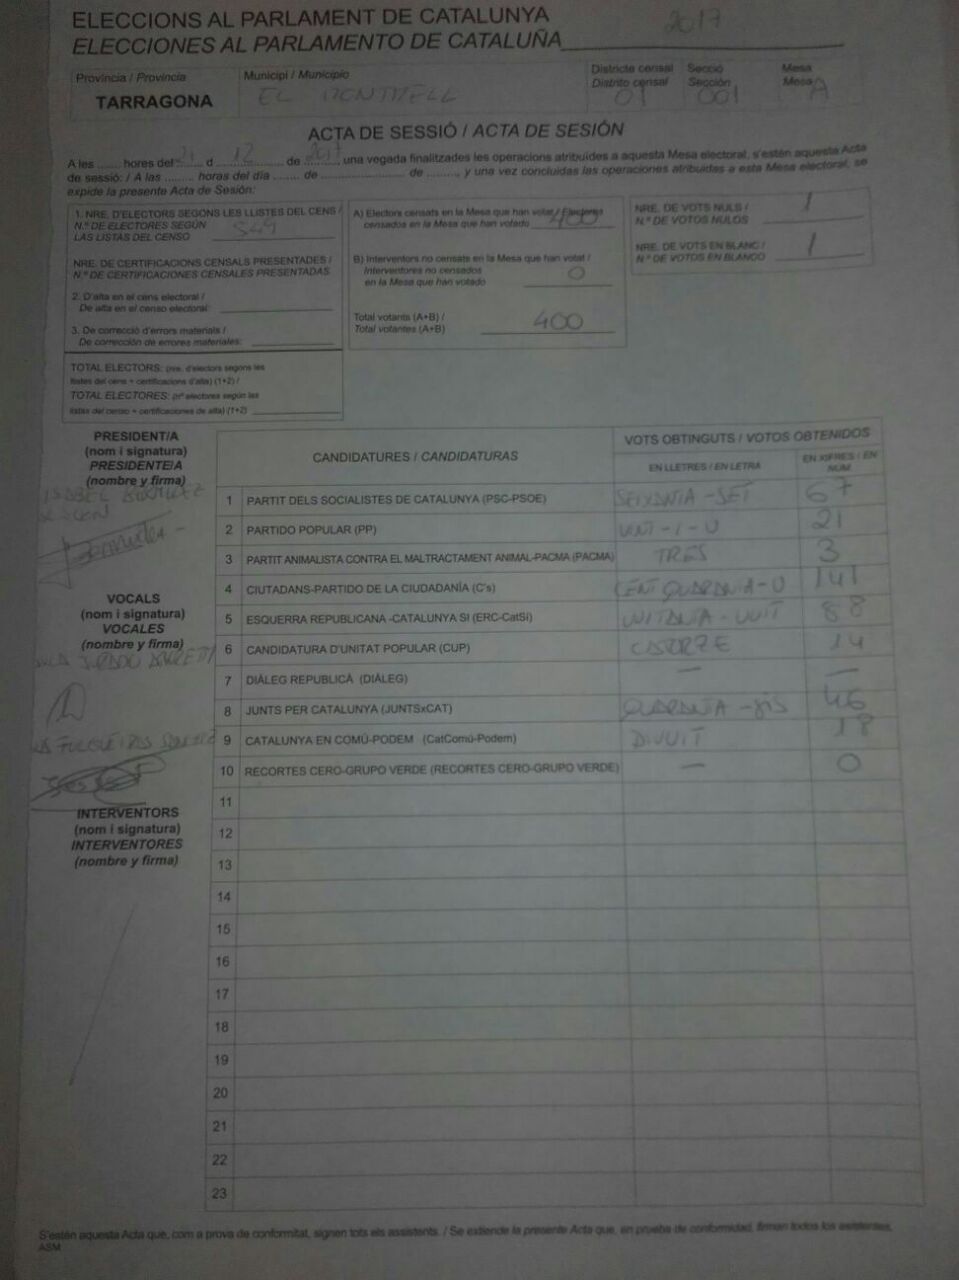 ELECCIONS AL PARLAMENT DE CATALUNYA
ELECCIONES AL PARLAMENTO DE CATALUÑA 2017
Província / Provincia
TARRAGONA
Municipi / Municipio
EL MONTMELL
Districte censal
Distrito censal
01
Secció
Sección
001
Mesa
Mesa
A
ACTA DE SESSIÓ / ACTA DE SESIÓN
A les ....... hores del 21 d 12 de 2017 una vegada finalitzades les operacions atribuïdes a aquesta Mesa electoral, s'estén aquesta Acta
de sessió: / A las ....... horas del día ....... de ........................ de ........, y una vez concluidas las operaciones atribuidas a esta Mesa electoral, se
expide la presente Acta de Sesión:
1. NRE. D'ELECTORS SEGONS LES LLISTES DEL CENS /
N.º DE ELECTORES SEGÚN
LAS LISTAS DEL CENSO
NRE. DE CERTIFICACIONS CENSALS PRESENTADES /
N.º DE CERTIFICACIONES CENSALES PRESENTADAS
2. D'alta en el cens electoral /
De alta en el censo electoral:
3. De correcció d'errors materials /
De corrección de errores materiales:
TOTAL ELECTORS: (nre. d'electors segons les
llistes del cens + certificacions d'alta) (1+2) /
TOTAL ELECTORES: (nº electores según las
listas del censo + certificaciones de alta) (1+2)
A) Electors censats en la Mesa que han votat / Electores
censados en la Mesa que han votado 400
B) Interventors no censats en la Mesa que han votat /
Interventores no censados
en la Mesa que han votado 0
Total votants (A+B) /
Total votantes (A+B) 400
NRE. DE VOTS NULS /
N.º DE VOTOS NULOS 1
NRE. DE VOTS EN BLANC /
N.º DE VOTOS EN BLANCO 1
PRESIDENT/A
(nom i signatura)
PRESIDENTE/A
(nombre y firma)
ISABEL
VOCALS
(nom i signatura)
VOCALES
(nombre y firma)
JURADO
INTERVENTORS
(nom i signatura)
INTERVENTORES
(nombre y firma)
CANDIDATURES / CANDIDATURAS
VOTS OBTINGUTS / VOTOS OBTENIDOS
EN LLETRES / EN LETRA
EN XIFRES / EN NÚM
1 PARTIT DELS SOCIALISTES DE CATALUNYA (PSC-PSOE) SEIXANTA-SET 67
2 PARTIDO POPULAR (PP) VINT-I-U 21
3 PARTIT ANIMALISTA CONTRA EL MALTRACTAMENT ANIMAL-PACMA (PACMA) TRES 3
4 CIUTADANS-PARTIDO DE LA CIUDADANÍA (C's) CENT QUARANTA-U 141
5 ESQUERRA REPUBLICANA -CATALUNYA SÍ (ERC-CatSí) VUITANTA-VUIT 88
6 CANDIDATURA D'UNITAT POPULAR (CUP) CATORZE 14
7 DIÀLEG REPUBLICÀ (DIÀLEG) — —
8 JUNTS PER CATALUNYA (JUNTSxCAT) QUARANTA-SIS 46
9 CATALUNYA EN COMÚ-PODEM (CatComú-Podem) DIVUIT 18
10 RECORTES CERO-GRUPO VERDE (RECORTES CERO-GRUPO VERDE) — 0
11
12
13
14
15
16
17
18
19
20
21
22
23
S'estén aquesta Acta que, com a prova de conformitat, signen tots els assistents. / Se extiende la presente Acta que, en prueba de conformidad, firman todos los asistentes.
ASM